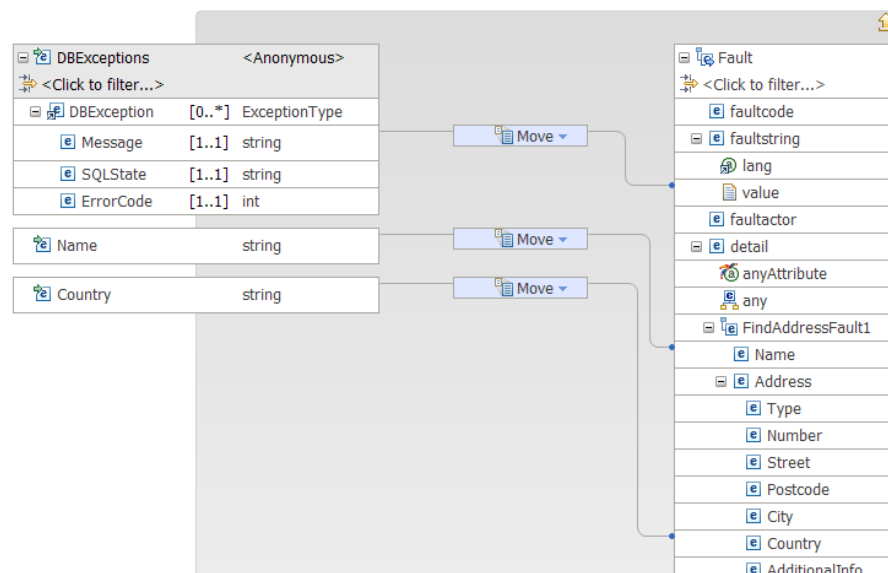 DBExceptions <Anonymous>
<Click to filter...>
DBException [0..*] ExceptionType
Message [1..1] string
SQLState [1..1] string
ErrorCode [1..1] int
Name string
Country string
Move
Move
Move
Fault
<Click to filter...>
faultcode
faultstring
lang
value
faultactor
detail
anyAttribute
any
FindAddressFault1
Name
Address
Type
Number
Street
Postcode
City
Country
AdditionalInfo